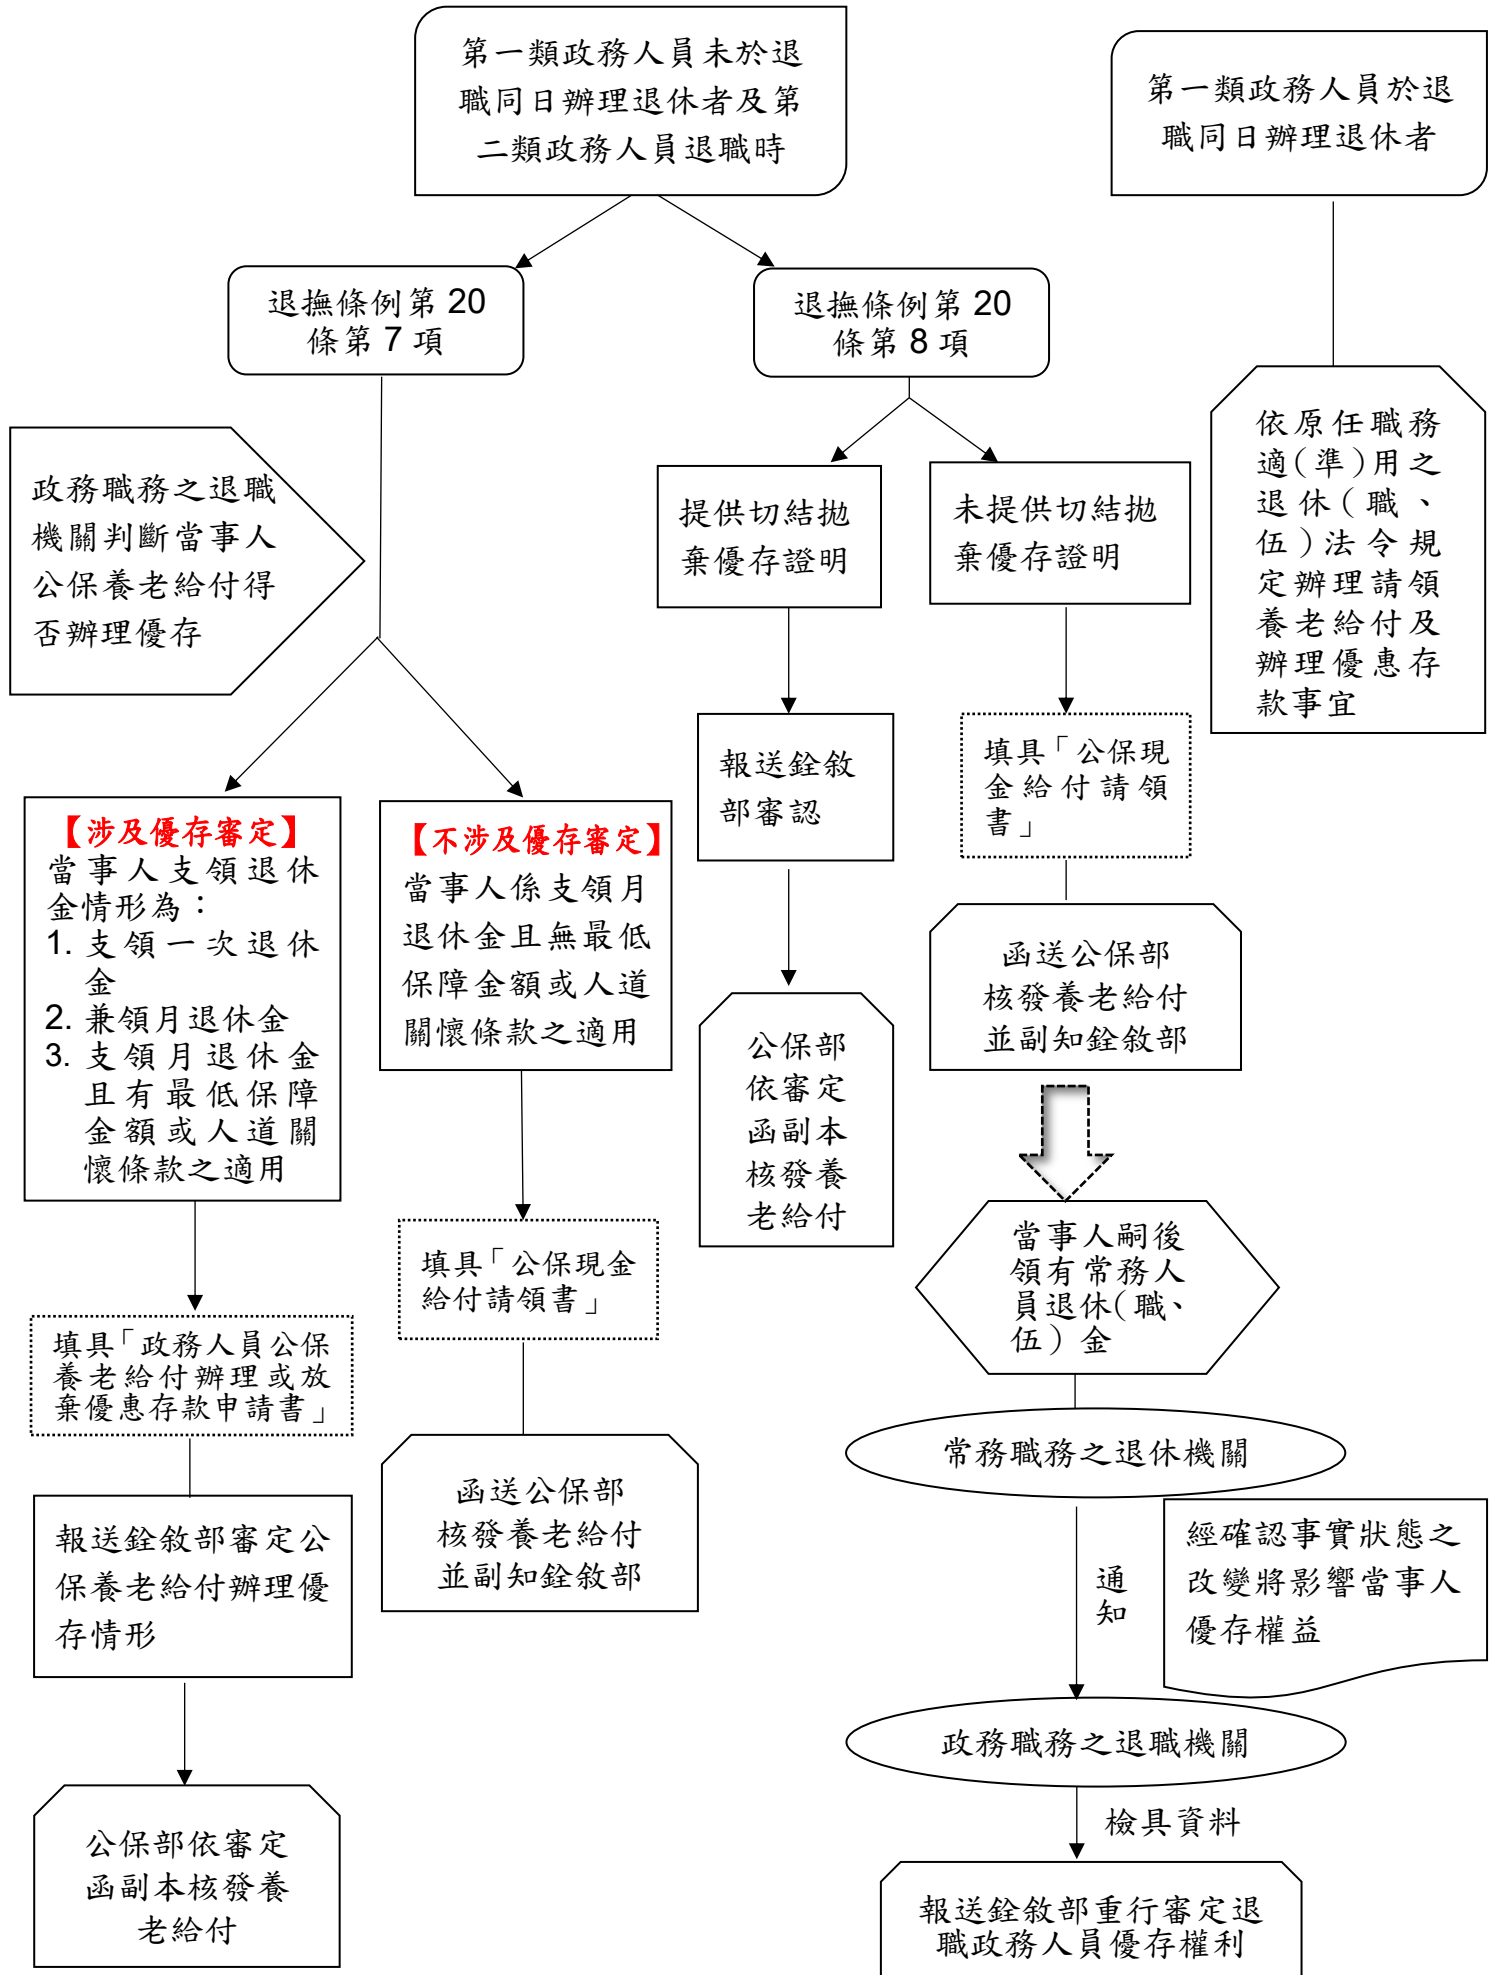 第一類政務人員未於退
職同日辦理退休者及第
二類政務人員退職時
第一類政務人員於退
職同日辦理退休者
退撫條例第 20
條第 7 項
退撫條例第 20
條第 8 項
政務職務之退職
機關判斷當事人
公保養老給付得
否辦理優存
提供切結拋
棄優存證明
未提供切結拋
棄優存證明
依原任職務
適(準)用之
退休(職、
伍)法令規
定辦理請領
養老給付及
辦理優惠存
款事宜
報送銓敘
部審認
填具「公保現
金給付請領
書」
【涉及優存審定】
當事人支領退休
金情形為：
1. 支領一次退休
金
2. 兼領月退休金
3. 支領月退休金
且有最低保障
金額或人道關
懷條款之適用
【不涉及優存審定】
當事人係支領月
退休金且無最低
保障金額或人道
關懷條款之適用
公保部
依審定
函副本
核發養
老給付
函送公保部
核發養老給付
並副知銓敘部
填具「公保現金
給付請領書」
當事人嗣後
領有常務人
員退休(職、
伍)金
填具「政務人員公保
養老給付辦理或放
棄優惠存款申請書」
函送公保部
核發養老給付
並副知銓敘部
常務職務之退休機關
報送銓敘部審定公
保養老給付辦理優
存情形
通
知
經確認事實狀態之
改變將影響當事人
優存權益
政務職務之退職機關
檢具資料
公保部依審定
函副本核發養
老給付
報送銓敘部重行審定退
職政務人員優存權利